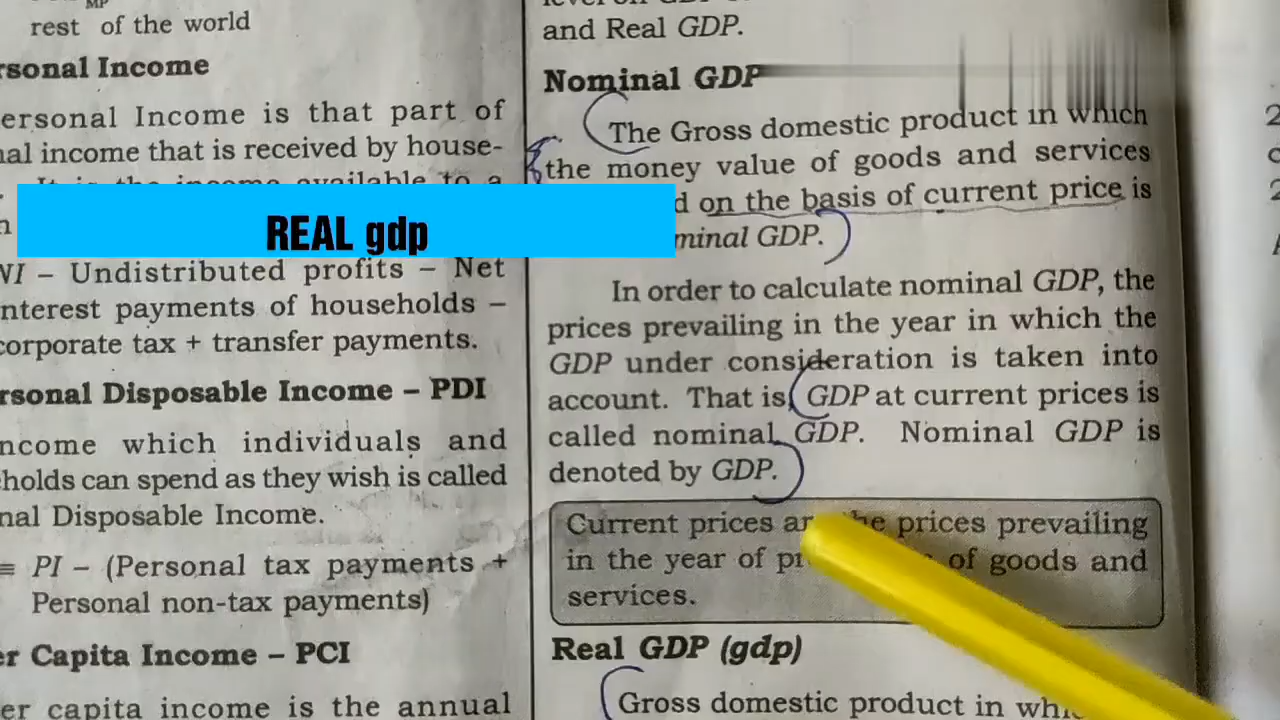 MP
rest of the world
rsonal Income
ersonal Income is that part of
nal income that is received by house-
It is the income available to a
REAL gdp
NI – Undistributed profits – Net
nterest payments of households –
corporate tax + transfer payments.
rsonal Disposable Income – PDI
ncome which individuals and
holds can spend as they wish is called
nal Disposable Income.
≡ PI – (Personal tax payments +
Personal non-tax payments)
er Capita Income – PCI
er capita income is the annual
and Real GDP.
Nominal GDP
The Gross domestic product in which
the money value of goods and services
d on the basis of current price is
minal GDP.
In order to calculate nominal GDP, the
prices prevailing in the year in which the
GDP under consideration is taken into
account. That is, GDP at current prices is
called nominal GDP. Nominal GDP is
denoted by GDP.
Current prices prices prevailing
in the year of of goods and
services.
Real GDP (gdp)
Gross domestic product in